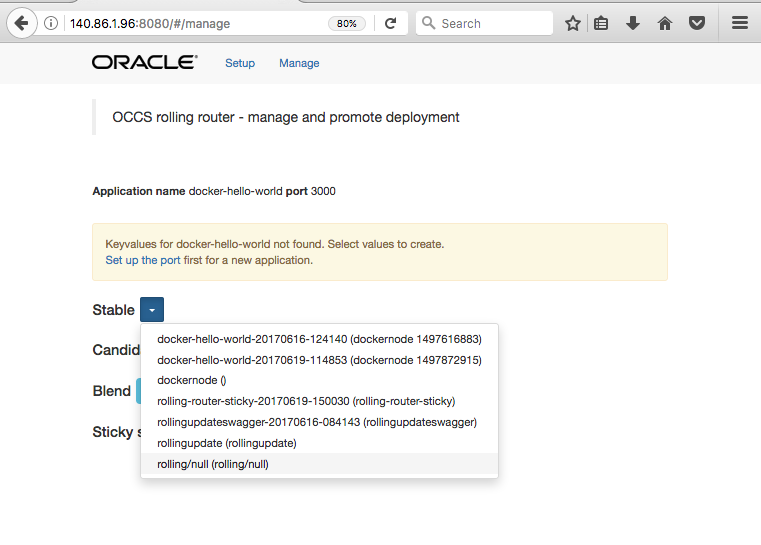 140.86.1.96:8080/#/manage
80%
Search
ORACLE
Setup
Manage
OCCS rolling router - manage and promote deployment
Application name docker-hello-world port 3000
Keyvalues for docker-hello-world not found. Select values to create.
Set up the port first for a new application.
Stable
docker-hello-world-20170616-124140 (dockernode 1497616883)
docker-hello-world-20170619-114853 (dockernode 1497872915)
dockernode ()
rolling-router-sticky-20170619-150030 (rolling-router-sticky)
rollingupdateswagger-20170616-084143 (rollingupdateswagger)
rollingupdate (rollingupdate)
rolling/null (rolling/null)
Candid
Blend
Sticky s